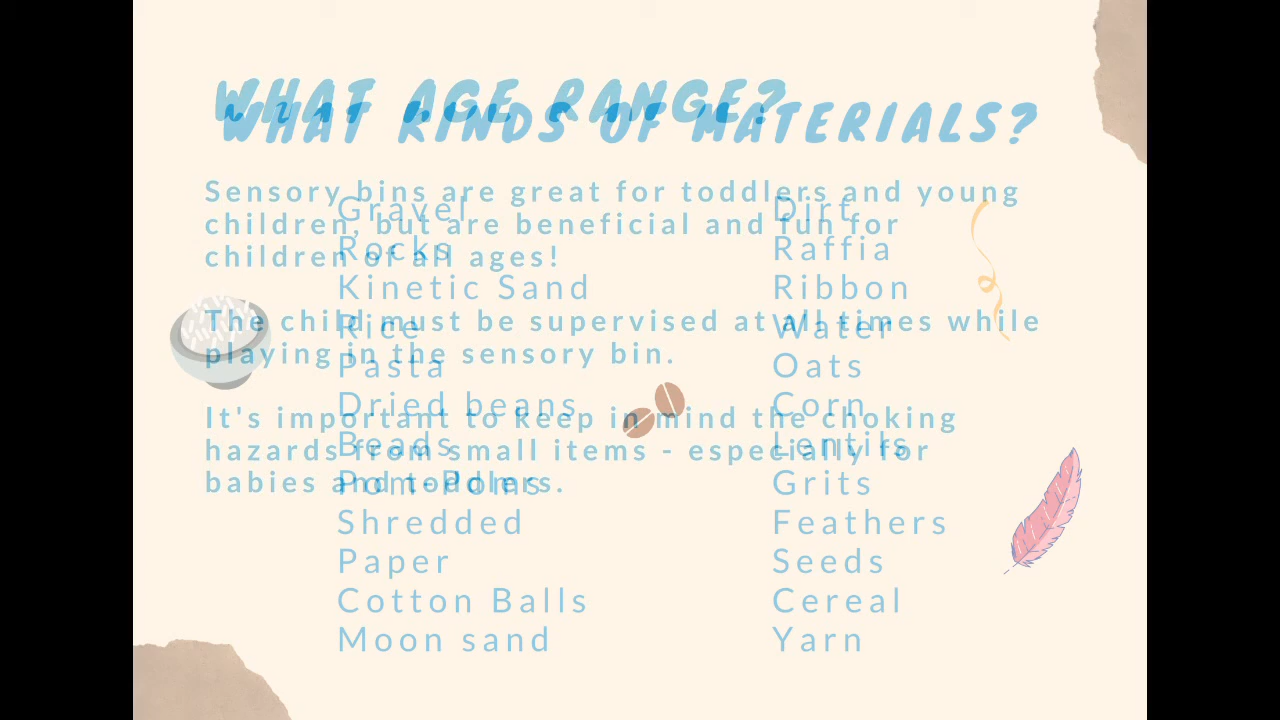 WHAT AGE RANGE?
Sensory bins are great for toddlers and young
children, but are beneficial and fun for
children of all ages!
The child must be supervised at all times while
playing in the sensory bin.
It's important to keep in mind the choking
hazards from small items - especially for
babies and toddlers.
WHAT KINDS OF MATERIALS?
Gravel
Rocks
Kinetic Sand
Rice
Pasta
Dried beans
Beads
Pom-Poms
Shredded
Paper
Cotton Balls
Moon sand
Dirt
Raffia
Ribbon
Water
Oats
Corn
Lentils
Grits
Feathers
Seeds
Cereal
Yarn